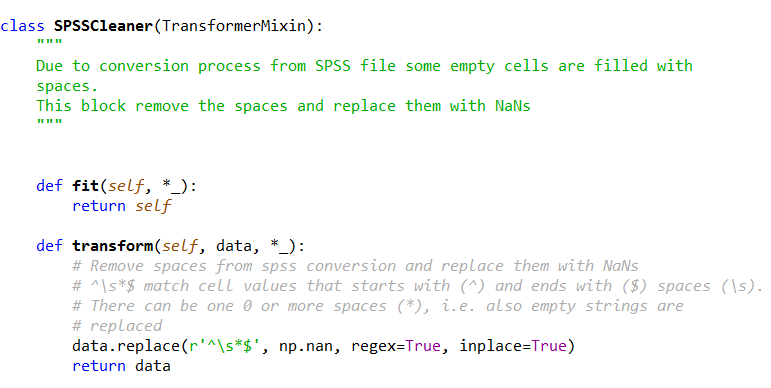 class SPSSCleaner(TransformerMixin):
    """
    Due to conversion process from SPSS file some empty cells are filled with
    spaces.
    This block remove the spaces and replace them with NaNs
    """

    def fit(self, *_):
        return self

    def transform(self, data, *_):
        # Remove spaces from spss conversion and replace them with NaNs
        # ^\s*$ match cell values that starts with (^) and ends with ($) spaces (\s).
        # There can be one 0 or more spaces (*), i.e. also empty strings are
        # replaced
        data.replace(r'^\s*$', np.nan, regex=True, inplace=True)
        return data